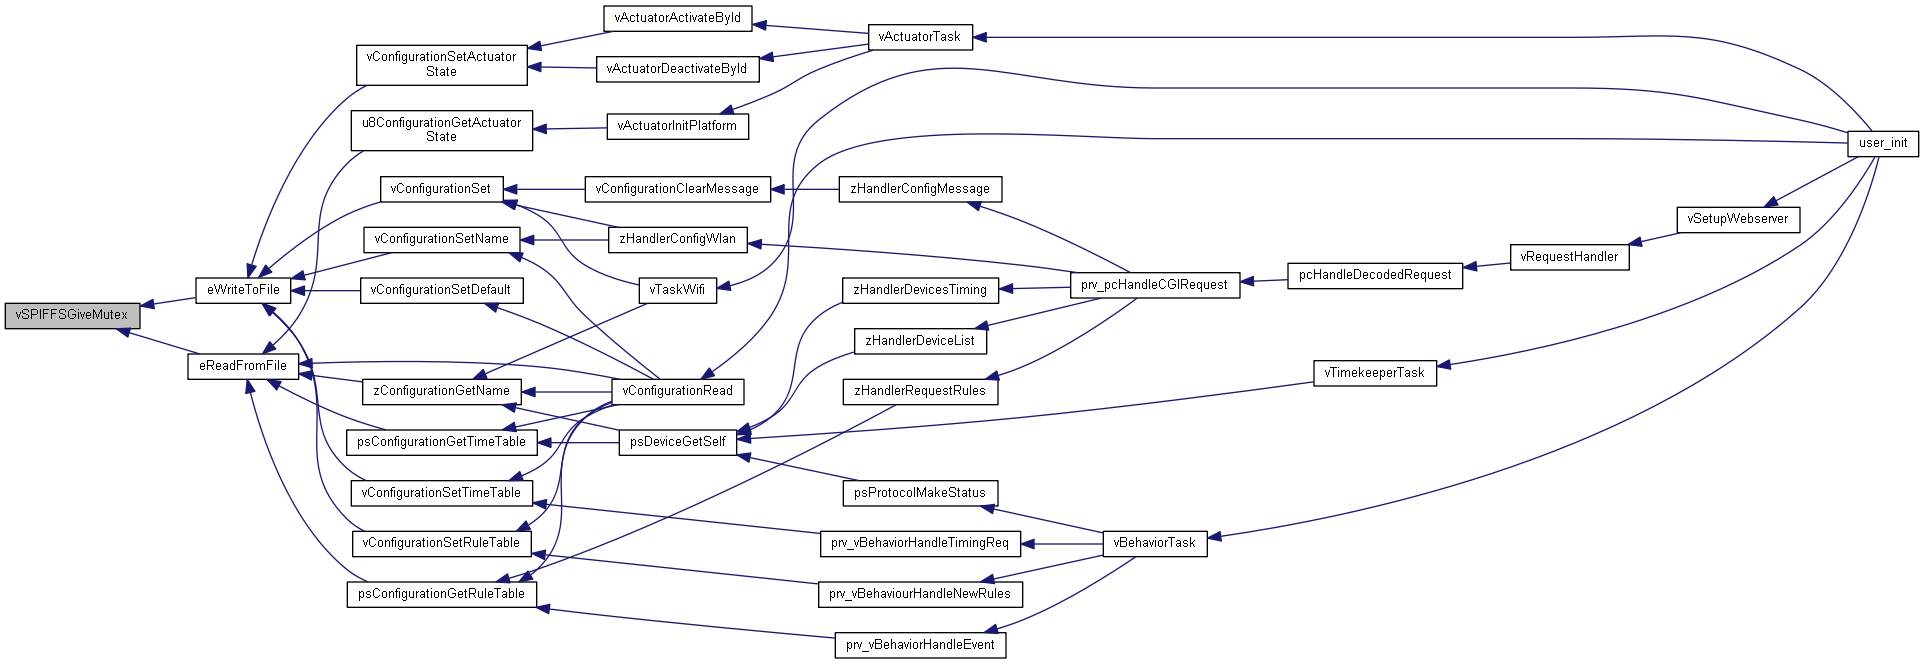 vActuatorActivateById
vActuatorTask
vConfigurationSetActuator
State
vActuatorDeactivateById
u8ConfigurationGetActuator
State
vActuatorInitPlatform
user_init
vConfigurationSet
vConfigurationClearMessage
zHandlerConfigMessage
vSetupWebserver
vConfigurationSetName
zHandlerConfigWlan
vRequestHandler
pcHandleDecodedRequest
eWriteToFile
vConfigurationSetDefault
vTaskWifi
zHandlerDevicesTiming
prv_pcHandleCGIRequest
vSPIFFSGiveMutex
zHandlerDeviceList
eReadFromFile
vTimekeeperTask
zConfigurationGetName
vConfigurationRead
zHandlerRequestRules
psConfigurationGetTimeTable
psDeviceGetSelf
vConfigurationSetTimeTable
psProtocolMakeStatus
vConfigurationSetRuleTable
prv_vBehaviorHandleTimingReq
vBehaviorTask
psConfigurationGetRuleTable
prv_vBehaviourHandleNewRules
prv_vBehaviorHandleEvent